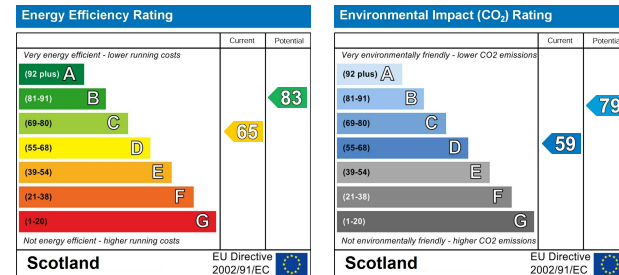 Energy Efficiency Rating
Current Potential
Very energy efficient - lower running costs
(92 plus) A
(81-91) B
83
(69-80) C
65
(55-68) D
(39-54) E
(21-38) F
(1-20) G
Not energy efficient - higher running costs
Scotland
EU Directive
2002/91/EC
Environmental Impact (CO2) Rating
Current Potentia
Very environmentally friendly - lower CO2 emissions
(92 plus) A
(81-91) B
79
(69-80) C
(55-68) D
59
(39-54) E
(21-38) F
(1-20) G
Not environmentally friendly - higher CO2 emissions
Scotland
EU Directive
2002/91/EC